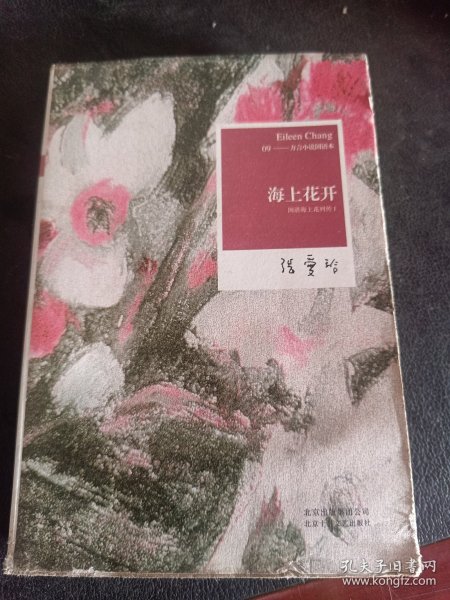 Eileen Chang
09 —— 方言小说国语本
海上花开
国语海上花列传 I
张爱玲
北京出版集团公司
北京十月文艺出版社
孔夫子旧书网
www.kongfz.com